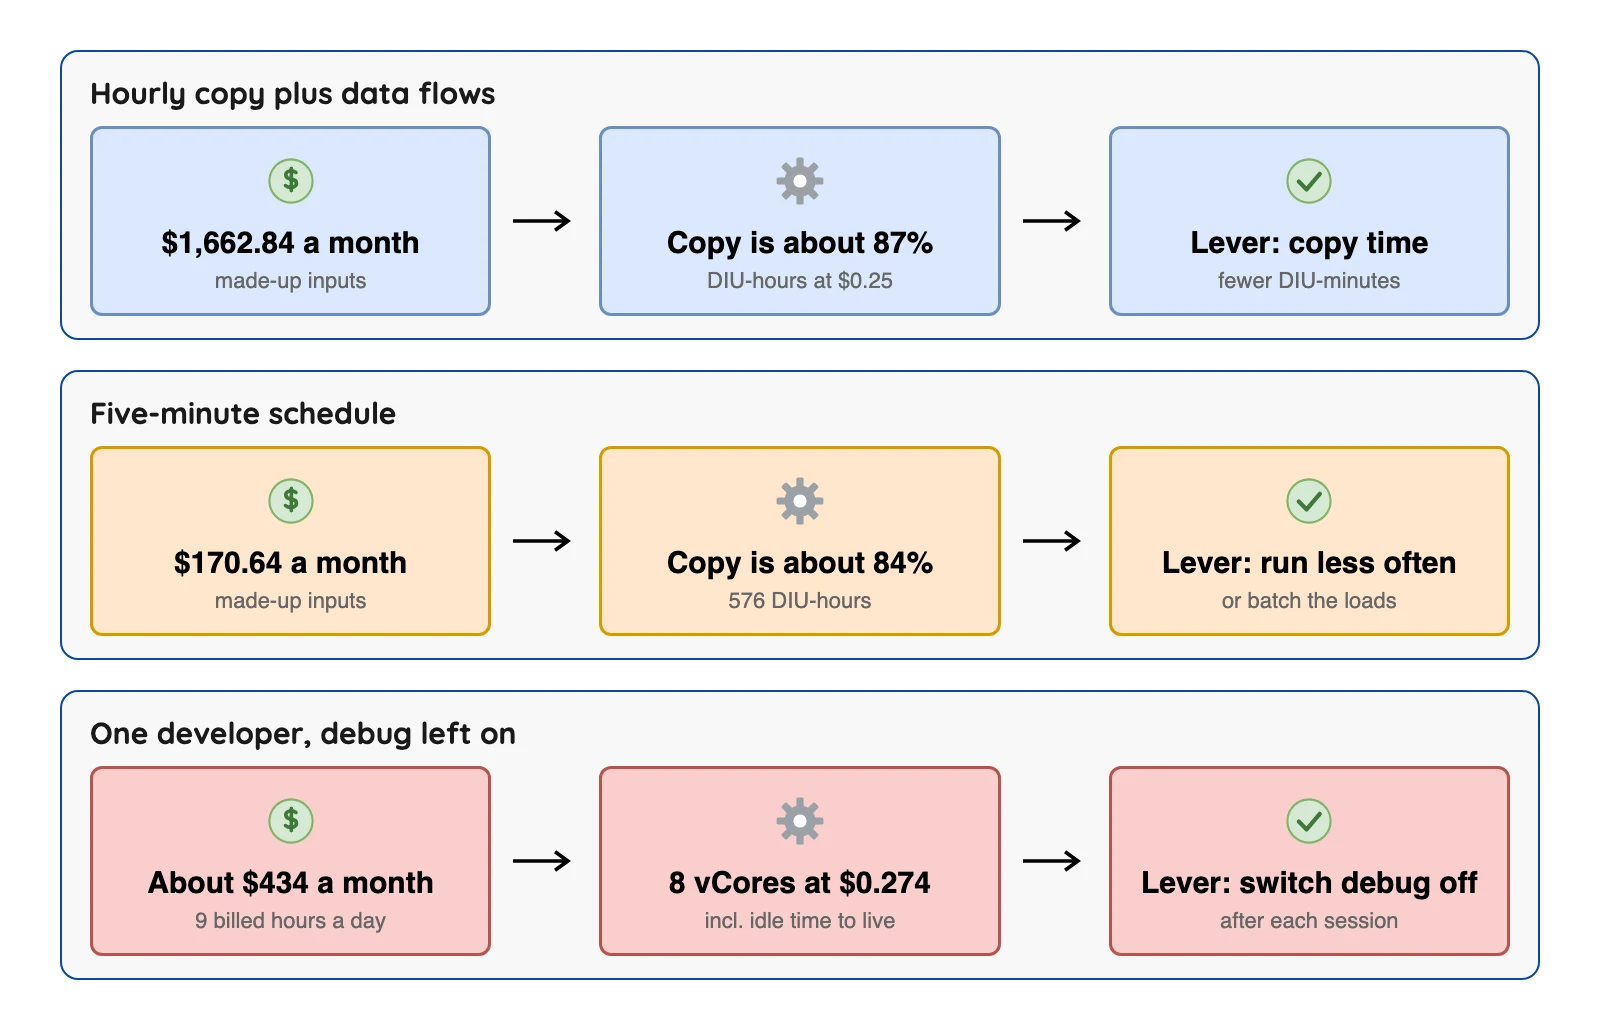 Hourly copy plus data flows
$
$1,662.84 a month
made-up inputs
Copy is about 87%
DIU-hours at $0.25
Lever: copy time
fewer DIU-minutes
Five-minute schedule
$
$170.64 a month
made-up inputs
Copy is about 84%
576 DIU-hours
Lever: run less often
or batch the loads
One developer, debug left on
$
About $434 a month
9 billed hours a day
8 vCores at $0.274
incl. idle time to live
Lever: switch debug off
after each session